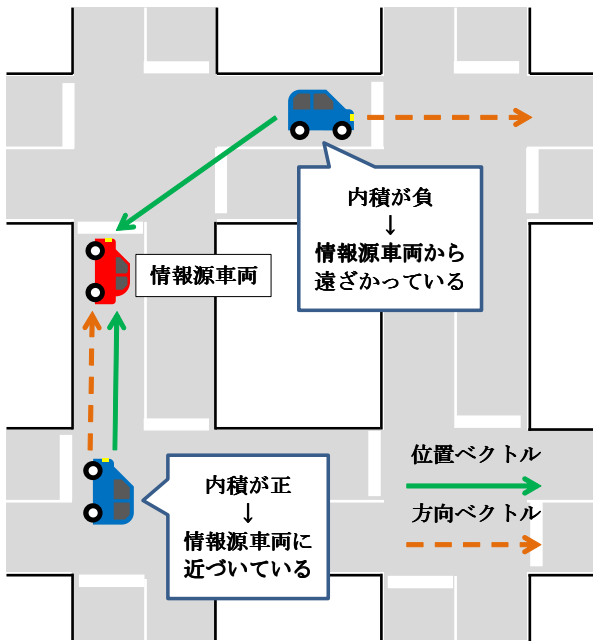 内積が負
↓
情報源車両から
遠ざかっている
情報源車両
位置ベクトル
方向ベクトル
内積が正
↓
情報源車両に
近づいている